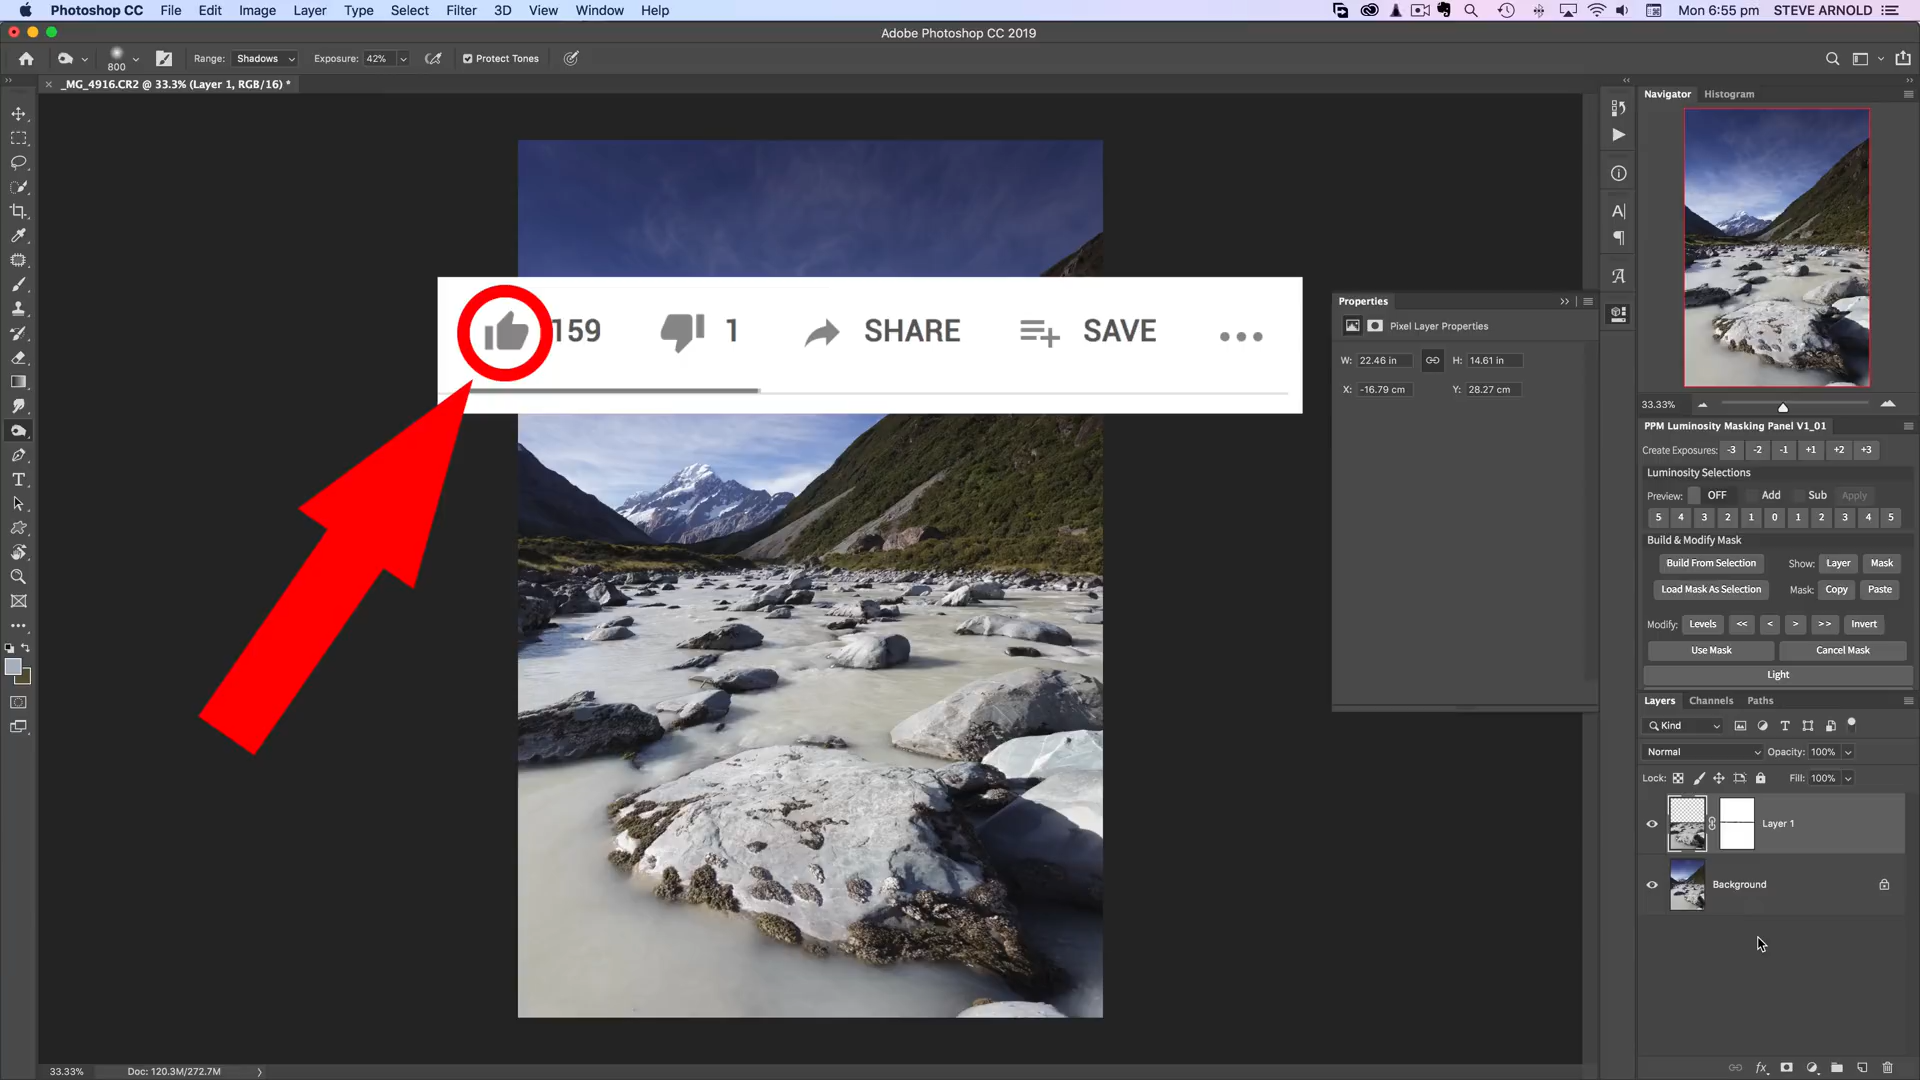 Photoshop CC File Edit Image Layer Type Select Filter 3D View Window Help Mon 6:55 pm STEVE ARNOLD
Adobe Photoshop CC 2019
800 Range: Shadows Exposure: 42% Protect Tones
_MG_4916.CR2 @ 33.3% (Layer 1, RGB/16) *
Navigator Histogram
159 1 SHARE SAVE
Properties
Pixel Layer Properties
W: 22.46 in H: 14.61 in
X: -16.79 cm Y: 28.27 cm
33.33%
PPM Luminosity Masking Panel V1_01
Create Exposures: -3 -2 -1 +1 +2 +3
Luminosity Selections
Preview: OFF Add Sub Apply
5 4 3 2 1 0 1 2 3 4 5
Build & Modify Mask
Build From Selection Show: Layer Mask
Load Mask As Selection Mask: Copy Paste
Modify: Levels << < > >> Invert
Use Mask Cancel Mask
Light
Layers Channels Paths
Kind
Normal Opacity: 100%
Lock: Fill: 100%
Layer 1
Background
33.33% Doc: 120.3M/272.7M